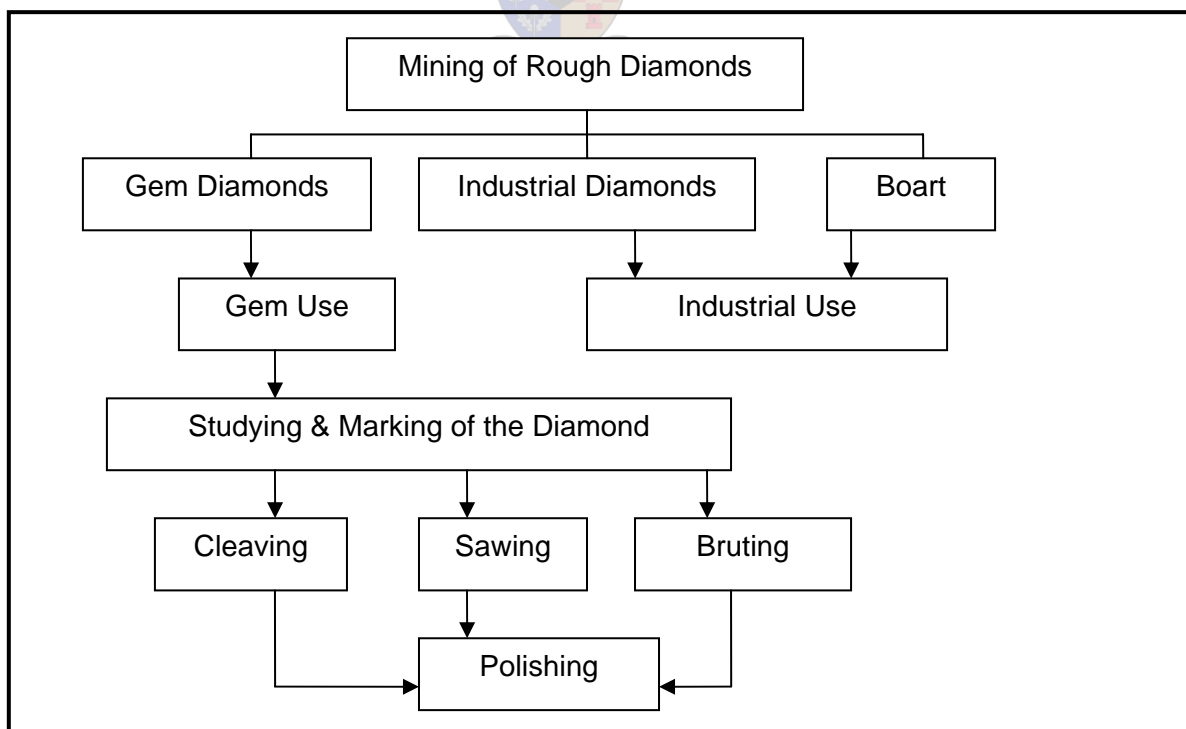 Mining of Rough Diamonds
Gem Diamonds
Industrial Diamonds
Boart
Gem Use
Industrial Use
Studying & Marking of the Diamond
Cleaving
Sawing
Bruting
Polishing